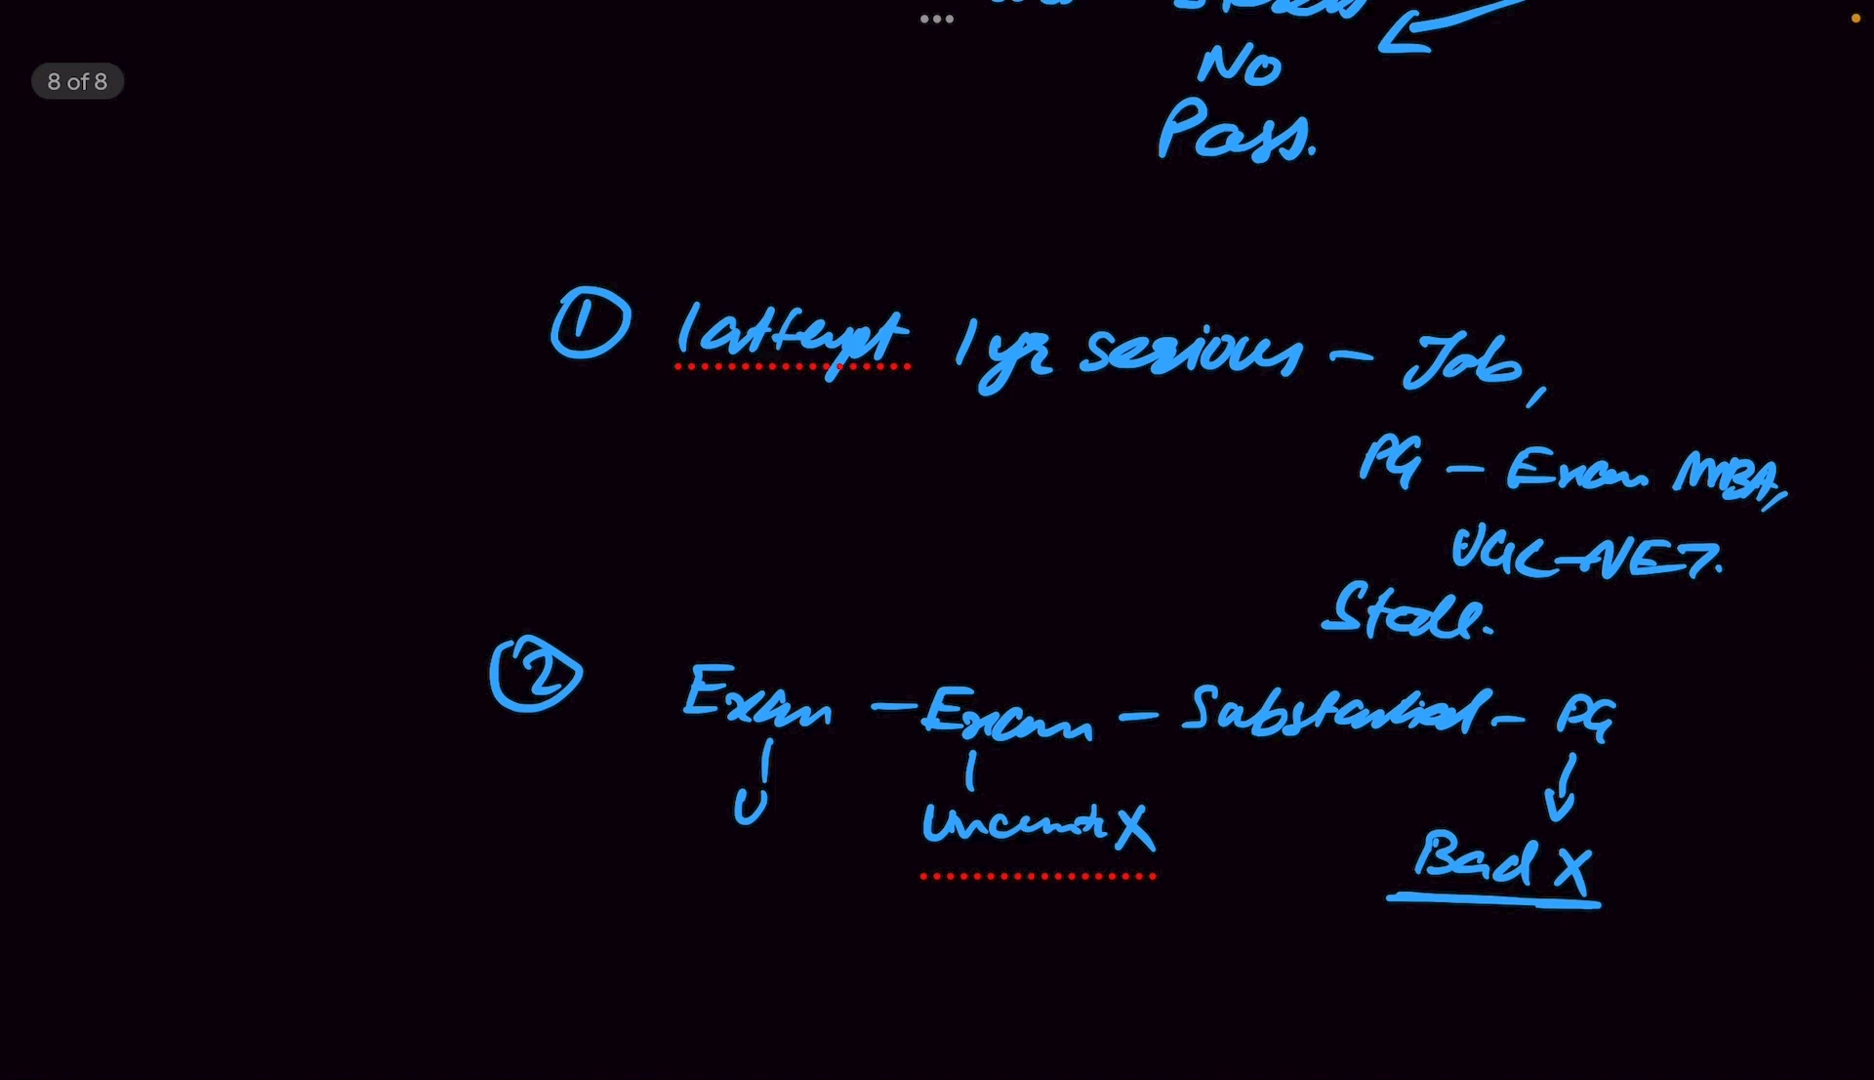 8 of 8
No
Pass.
① 1 attempt 1 yr serious - Job,
PG - Exam MBA,
UGC-NET.
② Exam - Exam - Substantial - PG
U
X
Bad X